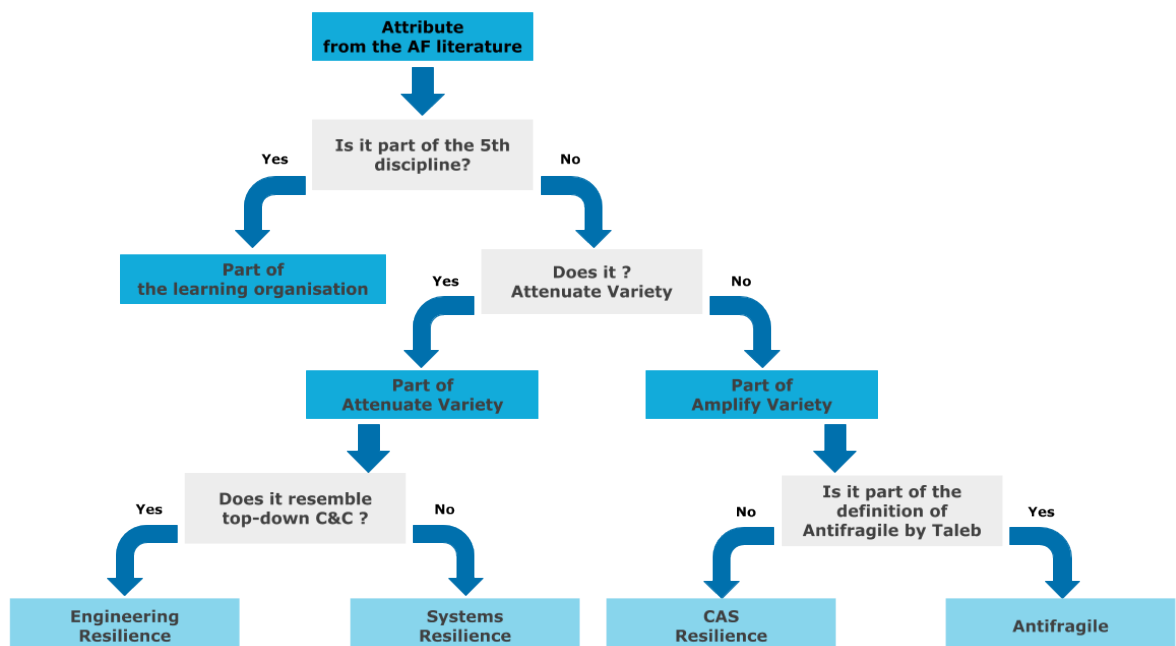 Attribute
from the AF literature
Is it part of the 5th
discipline?
Yes
No
Part of
the learning organisation
Does it ?
Attenuate Variety
Yes
No
Part of
Attenuate Variety
Part of
Amplify Variety
Does it resemble
top-down C&C ?
Yes
No
Is it part of the
definition of
Antifragile by Taleb
No
Yes
Engineering
Resilience
Systems
Resilience
CAS
Resilience
Antifragile